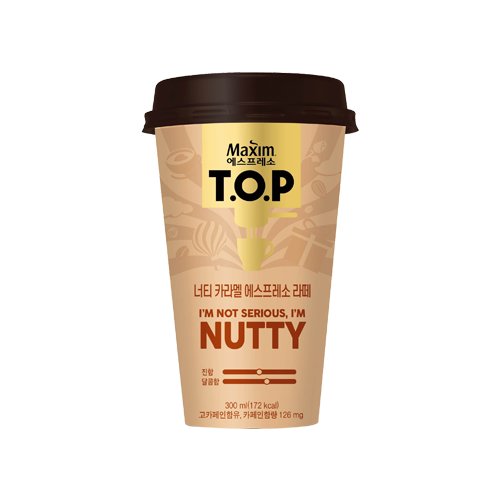 Maxim
에스프레소
T.O.P
너티 카라멜 에스프레소 라떼
I'M NOT SERIOUS, I'M
NUTTY
진함
달콤함
300 ml(172 kcal)
고카페인함유, 카페인함량 126 mg